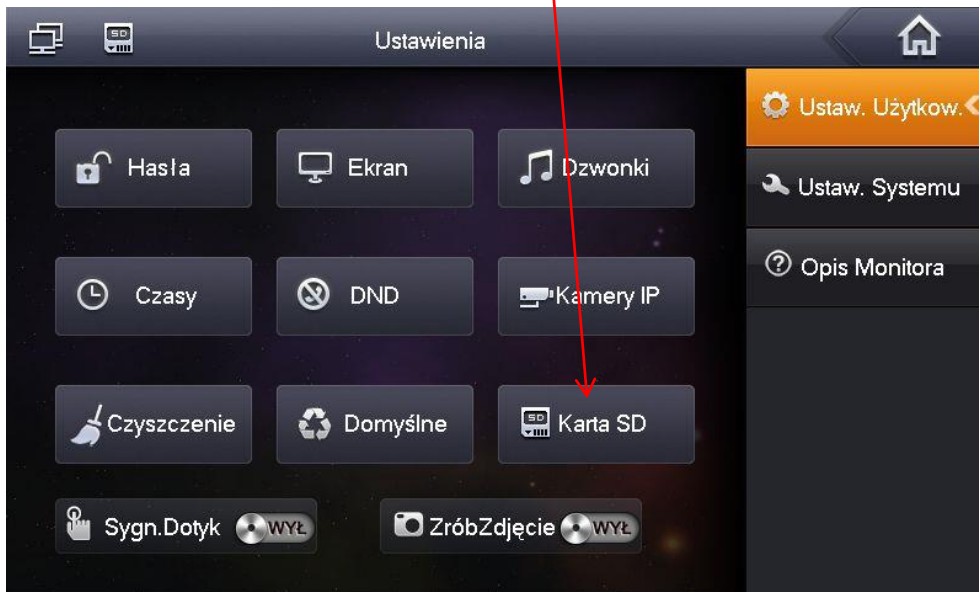 Ustawienia
Ustaw. Użytkow.
Hasła
Ekran
Dzwonki
Ustaw. Systemu
Opis Monitora
Czasy
DND
Kamery IP
Czyszczenie
Domyślne
SD
Karta SD
Sygn.Dotyk
WYŁ
ZróbZdjęcie
WYŁ